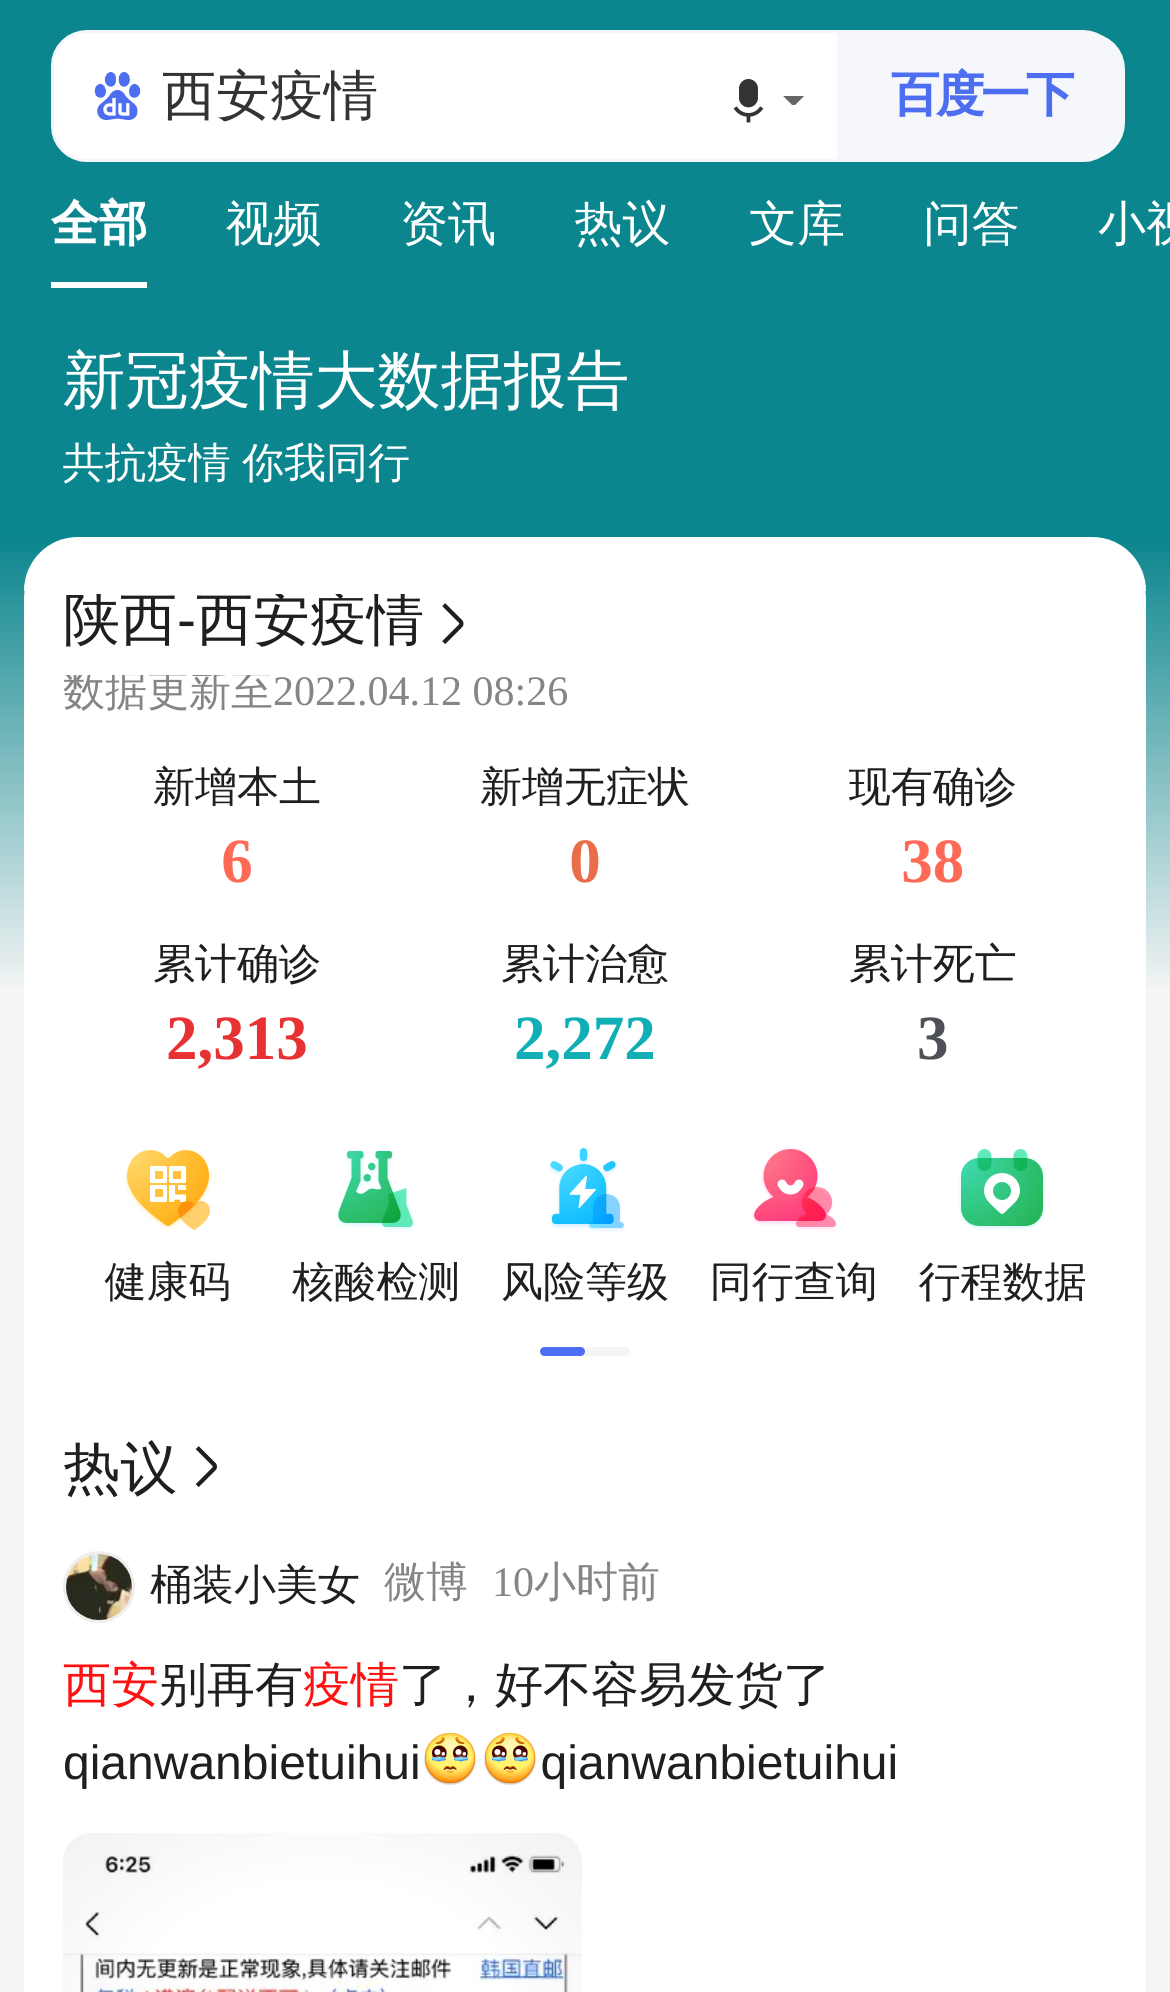 du 西安疫情 百度一下
全部 视频 资讯 热议 文库 问答 小视
新冠疫情大数据报告
共抗疫情 你我同行
陕西-西安疫情
数据更新至2022.04.12 08:26
新增本土 新增无症状 现有确诊
6 0 38
累计确诊 累计治愈 累计死亡
2,313 2,272 3
健康码 核酸检测 风险等级 同行查询 行程数据
热议
桶装小美女 微博 10小时前
西安别再有疫情了，好不容易发货了
qianwanbietuihui🥹🥹qianwanbietuihui
6:25
间内无更新是正常现象,具体请关注邮件 韩国直邮